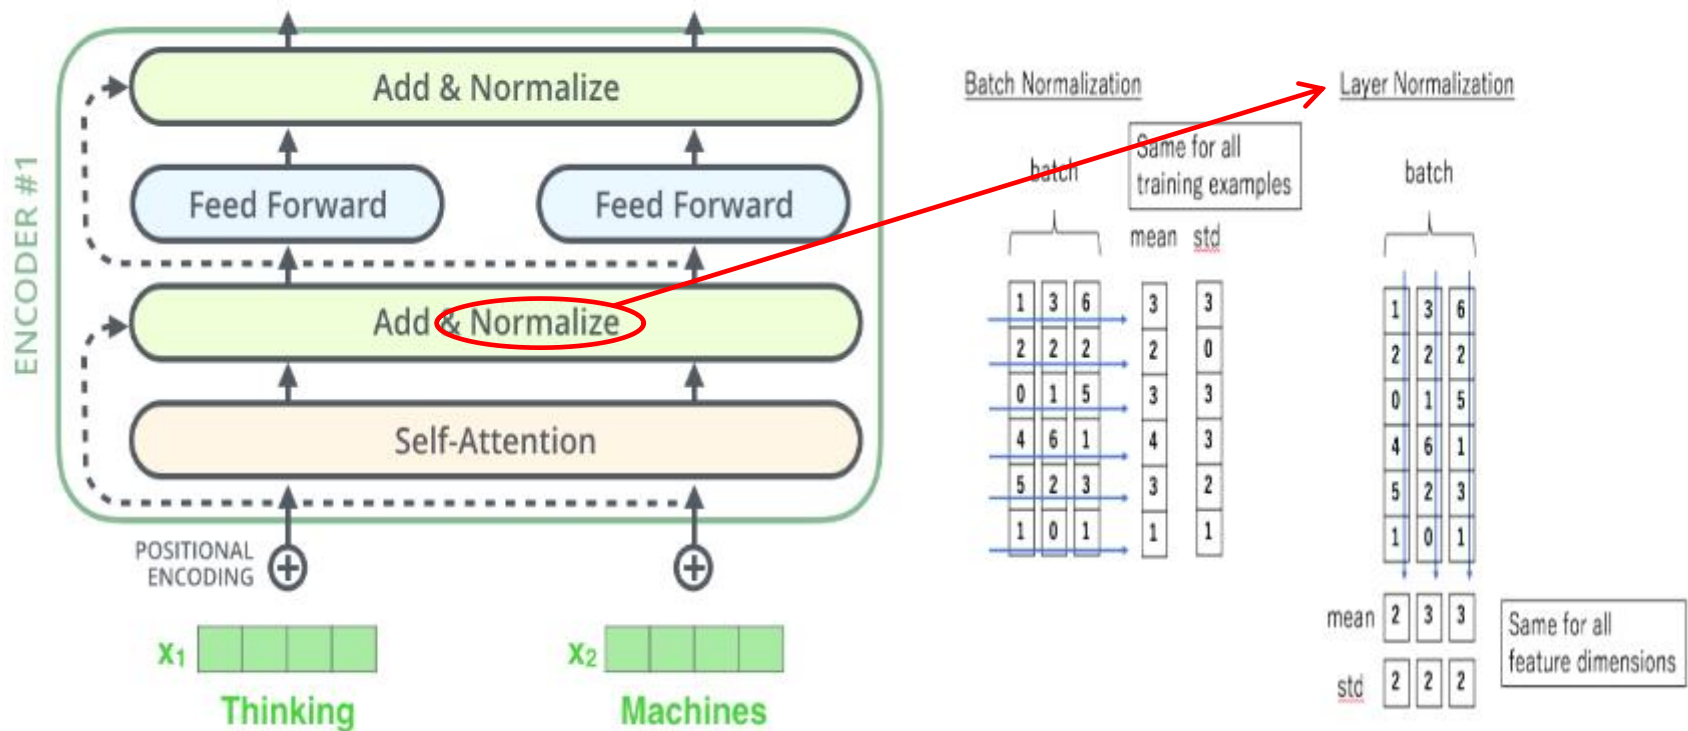 ENCODER #1
Add & Normalize
Feed Forward
Feed Forward
Add & Normalize
Self-Attention
POSITIONAL
ENCODING
x1
x2
Thinking
Machines
Batch Normalization
Same for all
training examples
batch
mean std
1 3 6 3 3
2 2 2 2 0
0 1 5 3 3
4 6 1 4 3
5 2 3 3 2
1 0 1 1 1
Layer Normalization
batch
1 3 6
2 2 2
0 1 5
4 6 1
5 2 3
1 0 1
mean 2 3 3
std 2 2 2
Same for all
feature dimensions